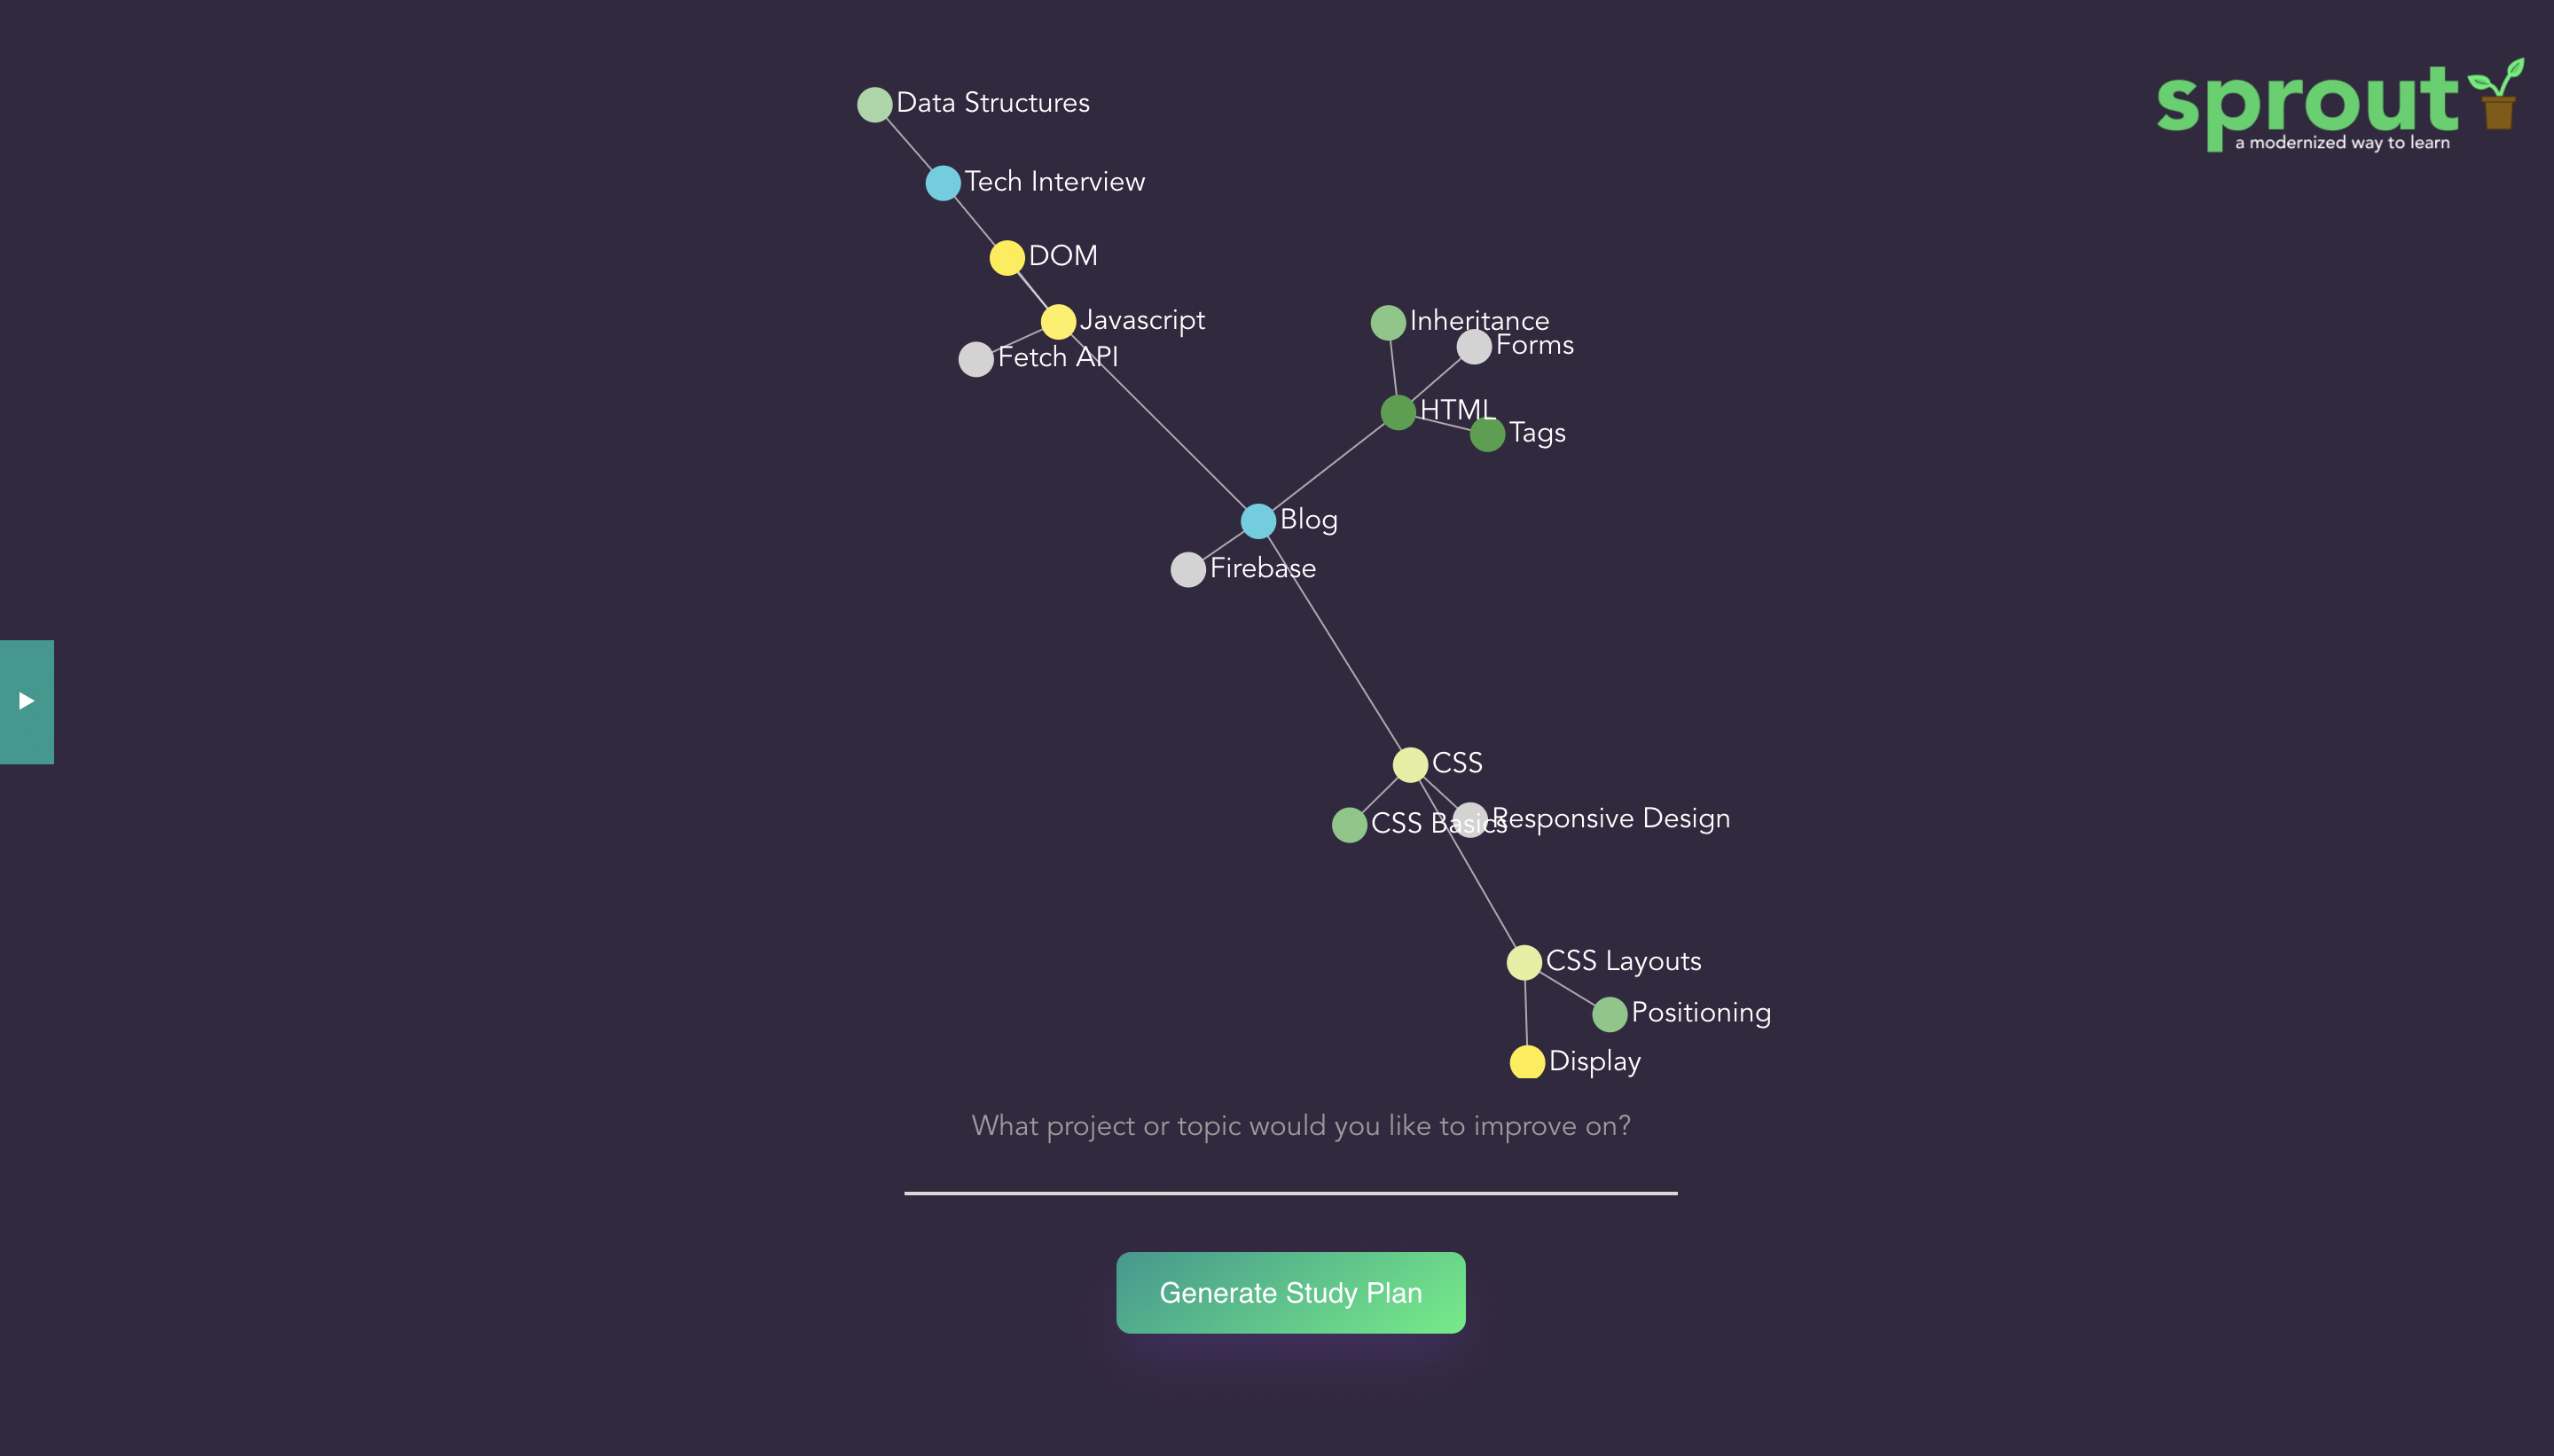 sprout
a modernized way to learn
Data Structures
Tech Interview
DOM
Javascript
Fetch API
Inheritance
Forms
HTML
Tags
Blog
Firebase
CSS
CSS Basics
Responsive Design
CSS Layouts
Positioning
Display
What project or topic would you like to improve on?
Generate Study Plan